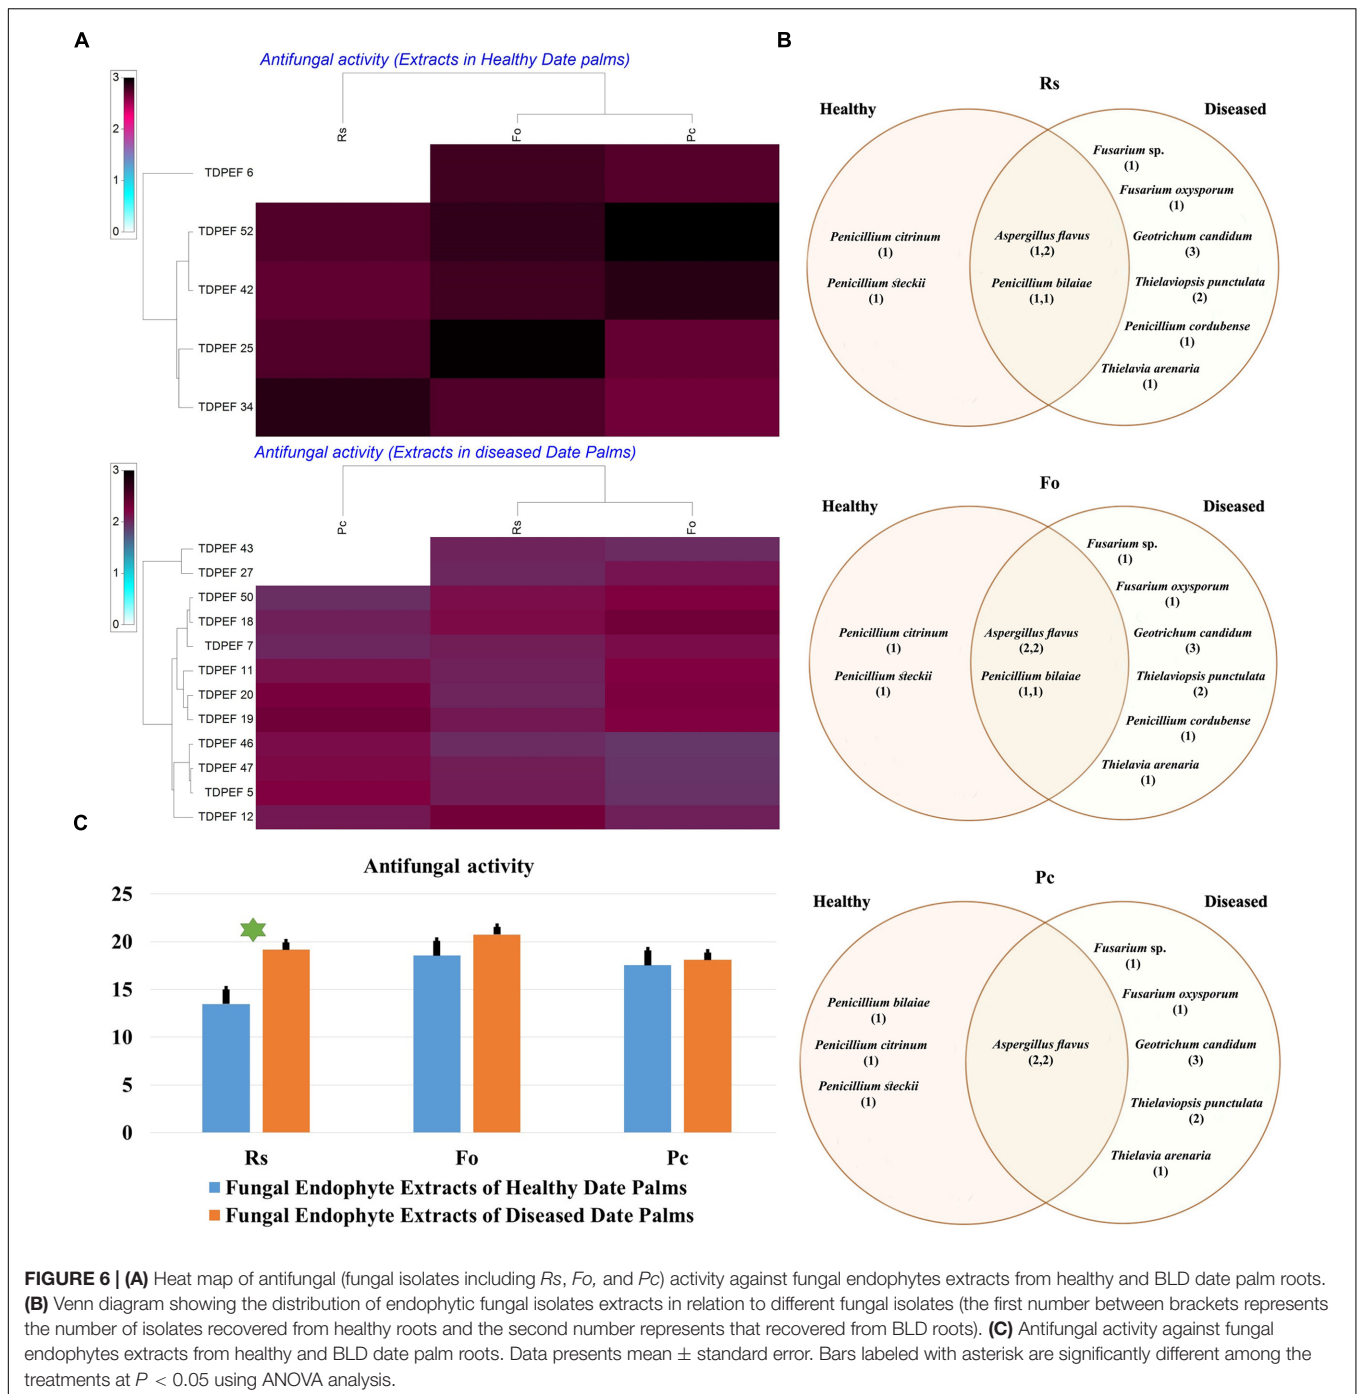 A
Antifungal activity (Extracts in Healthy Date palms)
3
2
1
0
Rs
Fo
Pc
TDPEF 6
TDPEF 52
TDPEF 42
TDPEF 25
TDPEF 34
Antifungal activity (Extracts in diseased Date Palms)
3
2
1
0
Pc
Rs
Fo
TDPEF 43
TDPEF 27
TDPEF 50
TDPEF 18
TDPEF 7
TDPEF 11
TDPEF 20
TDPEF 19
TDPEF 46
TDPEF 47
TDPEF 5
TDPEF 12
B
Rs
Healthy
Diseased
Penicillium citrinum
(1)
Penicillium steckii
(1)
Aspergillus flavus
(1,2)
Penicillium bilaiae
(1,1)
Fusarium sp.
(1)
Fusarium oxysporum
(1)
Geotrichum candidum
(3)
Thielaviopsis punctulata
(2)
Penicillium cordubense
(1)
Thielavia arenaria
(1)
Fo
Healthy
Diseased
Penicillium citrinum
(1)
Penicillium steckii
(1)
Aspergillus flavus
(2,2)
Penicillium bilaiae
(1,1)
Fusarium sp.
(1)
Fusarium oxysporum
(1)
Geotrichum candidum
(3)
Thielaviopsis punctulata
(2)
Penicillium cordubense
(1)
Thielavia arenaria
(1)
Pc
Healthy
Diseased
Penicillium bilaiae
(1)
Penicillium citrinum
(1)
Penicillium steckii
(1)
Aspergillus flavus
(2,2)
Fusarium sp.
(1)
Fusarium oxysporum
(1)
Geotrichum candidum
(3)
Thielaviopsis punctulata
(2)
Thielavia arenaria
(1)
C
Antifungal activity
25
20
15
10
5
0
Rs
Fo
Pc
Fungal Endophyte Extracts of Healthy Date Palms
Fungal Endophyte Extracts of Diseased Date Palms
FIGURE 6 | (A) Heat map of antifungal (fungal isolates including Rs, Fo, and Pc) activity against fungal endophytes extracts from healthy and BLD date palm roots.
(B) Venn diagram showing the distribution of endophytic fungal isolates extracts in relation to different fungal isolates (the first number between brackets represents
the number of isolates recovered from healthy roots and the second number represents that recovered from BLD roots). (C) Antifungal activity against fungal
endophytes extracts from healthy and BLD date palm roots. Data presents mean ± standard error. Bars labeled with asterisk are significantly different among the
treatments at P < 0.05 using ANOVA analysis.